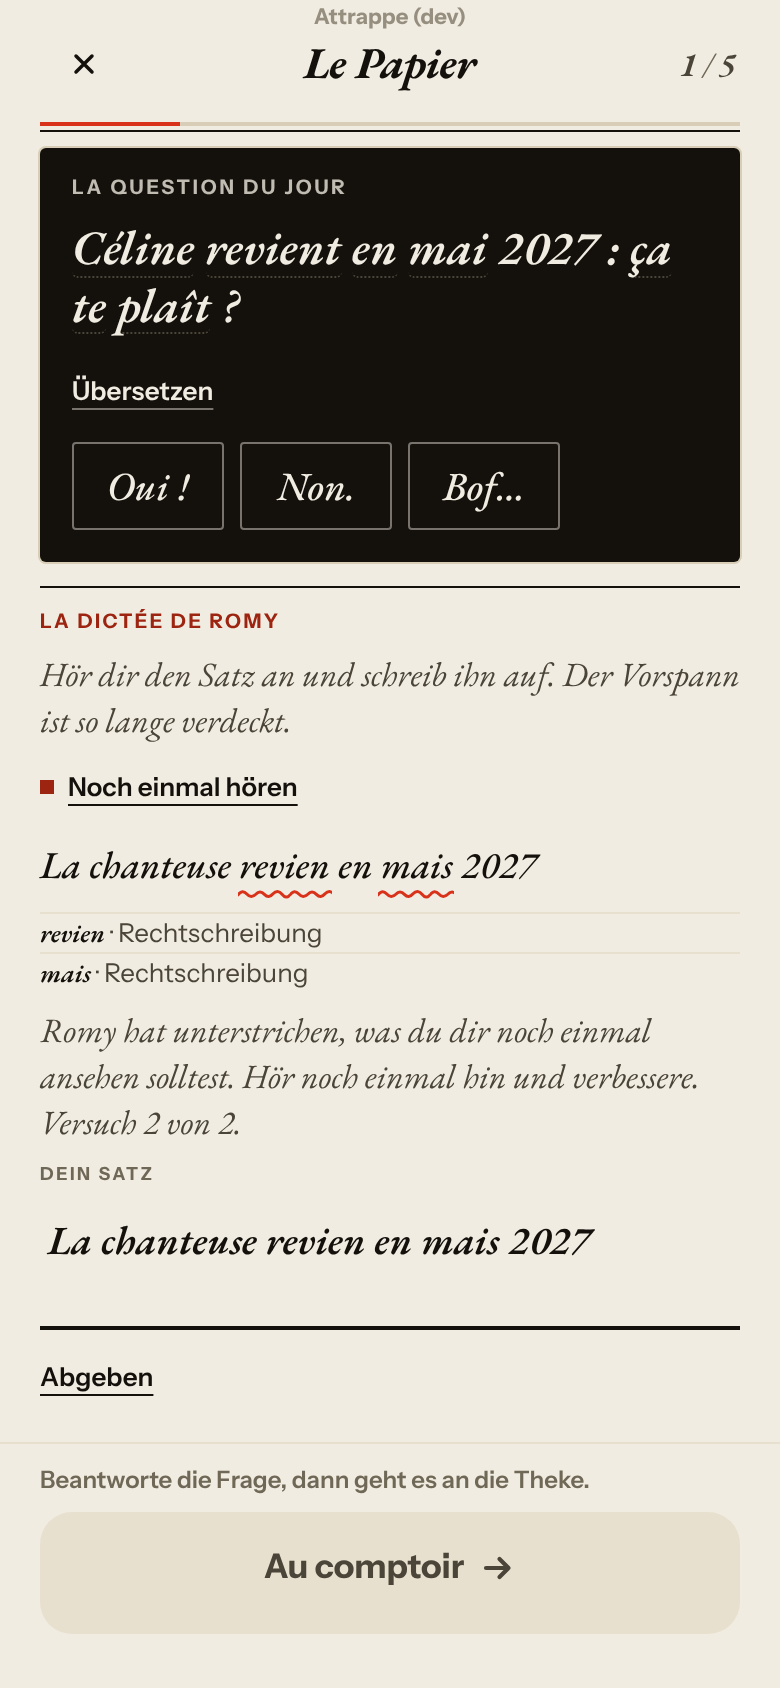 Attrappe (dev)
Le Papier
1 / 5
LA QUESTION DU JOUR
Céline revient en mai 2027 : ça
te plaît ?
Übersetzen
Oui !
Non.
Bof...
LA DICTÉE DE ROMY
Hör dir den Satz an und schreib ihn auf. Der Vorspann
ist so lange verdeckt.
Noch einmal hören
La chanteuse revien en mais 2027
revien · Rechtschreibung
mais · Rechtschreibung
Romy hat unterstrichen, was du dir noch einmal
ansehen solltest. Hör noch einmal hin und verbessere.
Versuch 2 von 2.
DEIN SATZ
La chanteuse revien en mais 2027
Abgeben
Beantworte die Frage, dann geht es an die Theke.
Au comptoir →